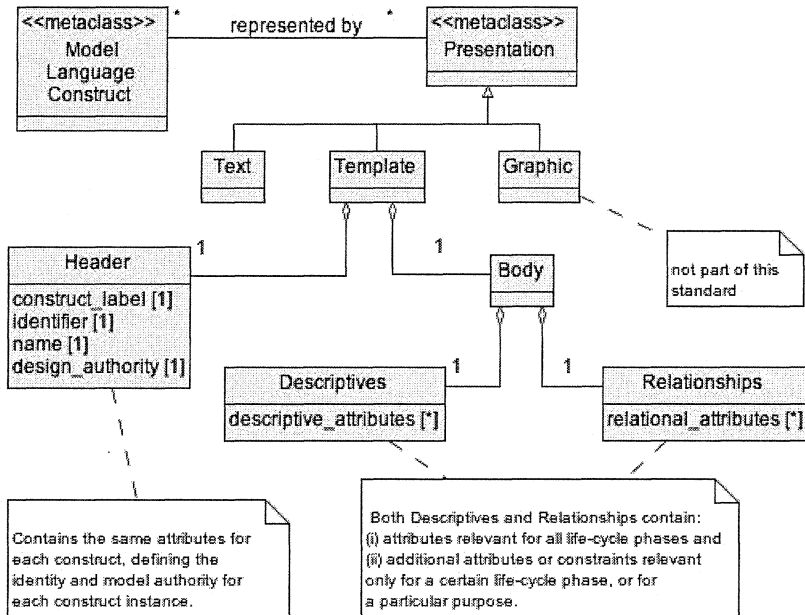 <<metaclass>>
Model
Language
Construct
*
represented by
*
<<metaclass>>
Presentation
Text
Template
Graphic
not part of this
standard
1
1
Header
construct_label [1]
identifier [1]
name [1]
design_authority [1]
Body
1
1
Descriptives
descriptive_attributes [*]
Relationships
relational_attributes [*]
Contains the same attributes for
each construct, defining the
identity and model authority for
each construct instance.
Both Descriptives and Relationships contain:
(i) attributes relevant for all life-cycle phases and
(ii) additional attributes or constraints relevant
only for a certain life-cycle phase, or for
a particular purpose.